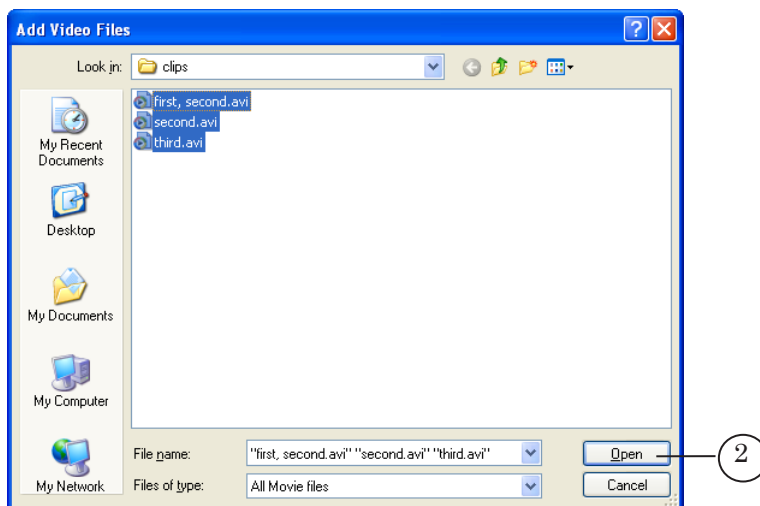 Add Video Files
Look in: clips
first, second.avi
second.avi
third.avi
My Recent
Documents
Desktop
My Documents
My Computer
My Network
File name: "first, second.avi" "second.avi" "third.avi" Open 2
Files of type: All Movie files Cancel